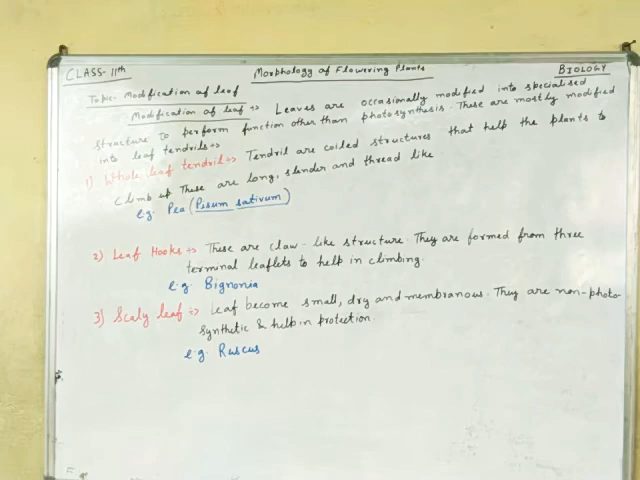 CLASS-11th
Morphology of Flowering Plants
BIOLOGY
Topic- Modification of leaf
Modification of leaf → Leaves are occasionally modified into specialised
structure to perform function other than photosynthesis. These are mostly modified
into leaf tendrils →
1) Whole leaf tendril → Tendril are coiled structures that help the plants to
Climb up These are long, slender and thread like
e.g. Pea (Pisum sativum)
2) Leaf Hooks → These are claw-like structure. They are formed from three
terminal leaflets to help in climbing.
e.g. Bignonia
3) Scaly leaf → Leaf become small, dry and membranous. They are non-photo-
synthetic & help in protection.
e.g. Ruscus